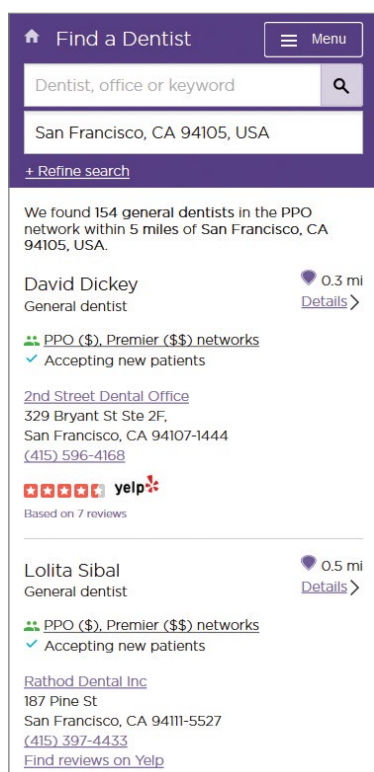 Find a Dentist
Menu
Dentist, office or keyword
San Francisco, CA 94105, USA
+ Refine search
We found 154 general dentists in the PPO
network within 5 miles of San Francisco, CA
94105, USA.
David Dickey
0.3 mi
General dentist
Details
PPO ($), Premier ($$) networks
Accepting new patients
2nd Street Dental Office
329 Bryant St Ste 2F,
San Francisco, CA 94107-1444
(415) 596-4168
yelp
Based on 7 reviews
Lolita Sibal
0.5 mi
General dentist
Details
PPO ($), Premier ($$) networks
Accepting new patients
Rathod Dental Inc
187 Pine St
San Francisco, CA 94111-5527
(415) 397-4433
Find reviews on Yelp